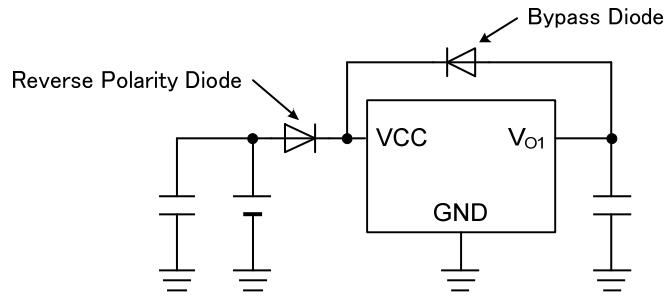 Bypass Diode
Reverse Polarity Diode
VCC
VO1
GND